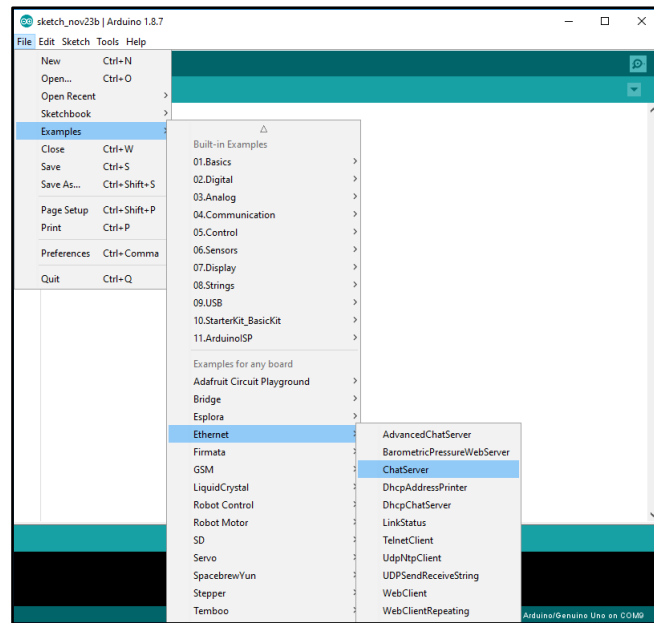 sketch_nov23b | Arduino 1.8.7
File Edit Sketch Tools Help
New Ctrl+N
Open... Ctrl+O
Open Recent
Sketchbook
Examples
Close Ctrl+W
Save Ctrl+S
Save As... Ctrl+Shift+S
Page Setup Ctrl+Shift+P
Print Ctrl+P
Preferences Ctrl+Comma
Quit Ctrl+Q
Built-in Examples
01.Basics
02.Digital
03.Analog
04.Communication
05.Control
06.Sensors
07.Display
08.Strings
09.USB
10.StarterKit_BasicKit
11.ArduinoISP
Examples for any board
Adafruit Circuit Playground
Bridge
Esplora
Ethernet
Firmata
GSM
LiquidCrystal
Robot Control
Robot Motor
SD
Servo
SpacebrewYun
Stepper
Temboo
AdvancedChatServer
BarometricPressureWebServer
ChatServer
DhcpAddressPrinter
DhcpChatServer
LinkStatus
TelnetClient
UdpNtpClient
UDPSendReceiveString
WebClient
WebClientRepeating
Arduino/Genuino Uno on COM9